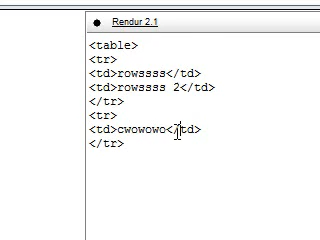 Rendur 2.1
<table>
<tr>
<td>rowssss</td>
<td>rowssss 2</td>
</tr>
<tr>
<td>cwowowo</td>
</tr>